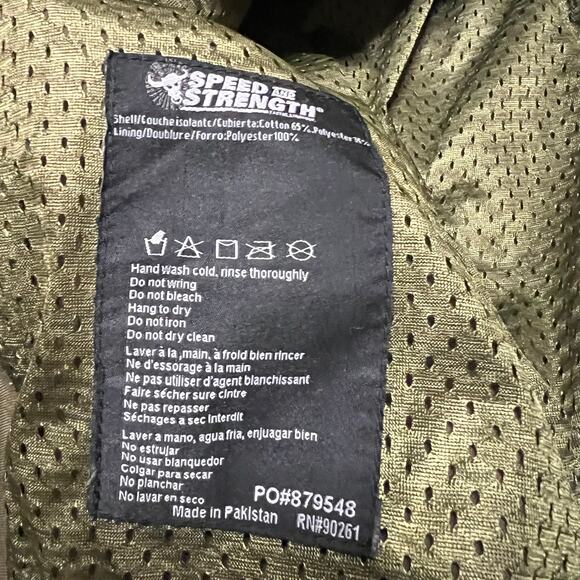 SPEED AND
STRENGTH®
Shell/Couche isolante/Cubierta:Cotton 65%,Polyester 35%
Lining/Doublure/Forro:Polyester 100%
Hand wash cold, rinse thoroughly
Do not wring
Do not bleach
Hang to dry
Do not iron
Do not dry clean
Laver à la ,main, à froid bien rincer
Ne d'essorage à la main
Ne pas utiliser d'agent blanchissant
Faire sécher sure cintre
Ne pas repasser
Séchages a sec Interdit
Lavar a mano, agua fria, enjuagar bien
No estrujar
No usar blanquedor
Colgar para secar
No planchar
No lavar en seco
PO#879548
Made in Pakistan RN#90261